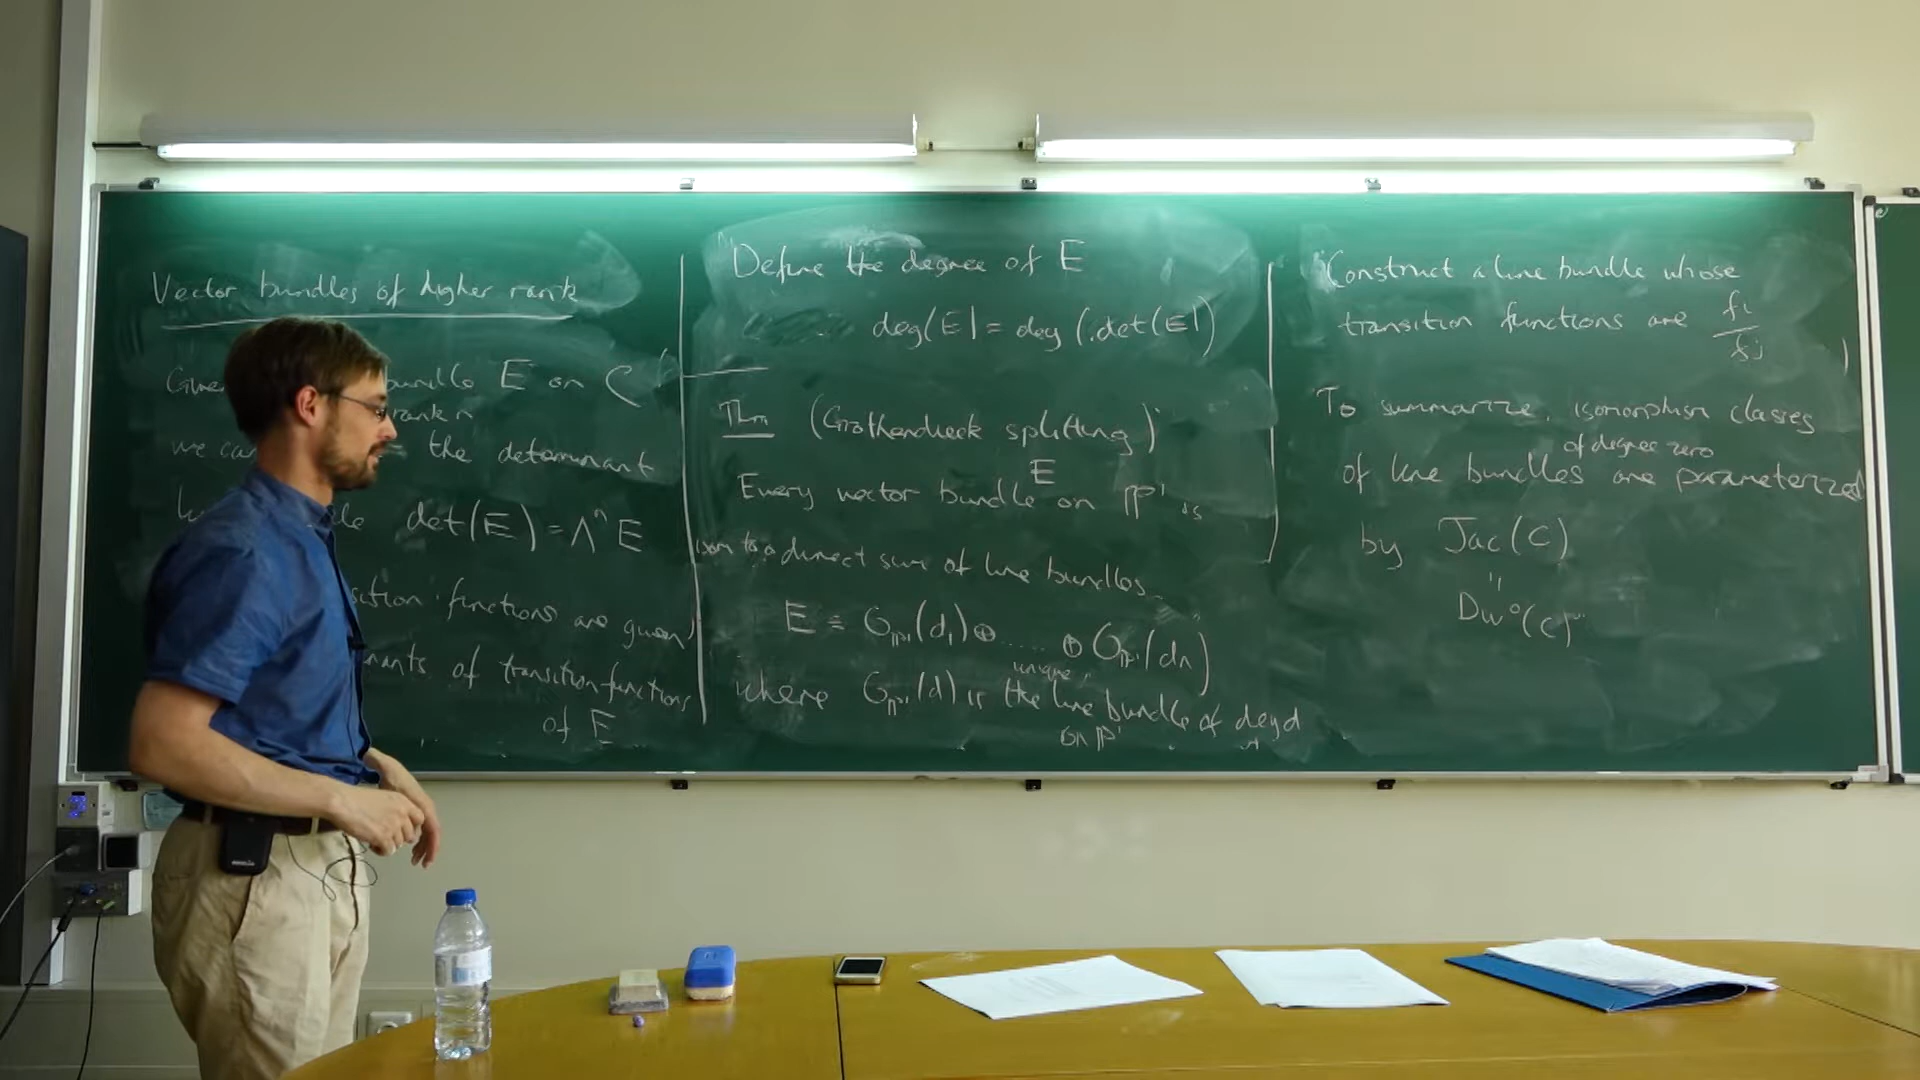 Vector bundles of higher rank
Given bundle E on C
rank n
we can the determinant
det(E) = Λⁿ E
functions are given
of transition functions
of E
Define the degree of E
deg(E) = deg(det(E))
Thm (Grothendieck splitting)
Every vector bundle E on P¹ is
isom to a direct sum of line bundles.
E = O_P¹(d₁) ⊕ ..... ⊕ O_P¹(dn)
where O_P¹(d) is the unique line bundle of deg d
on P¹
Construct a line bundle whose
transition functions are fi/fj
To summarize, isomorphism classes
of degree zero
of line bundles are parameterized
by Jac(C)
"
Div⁰(C)